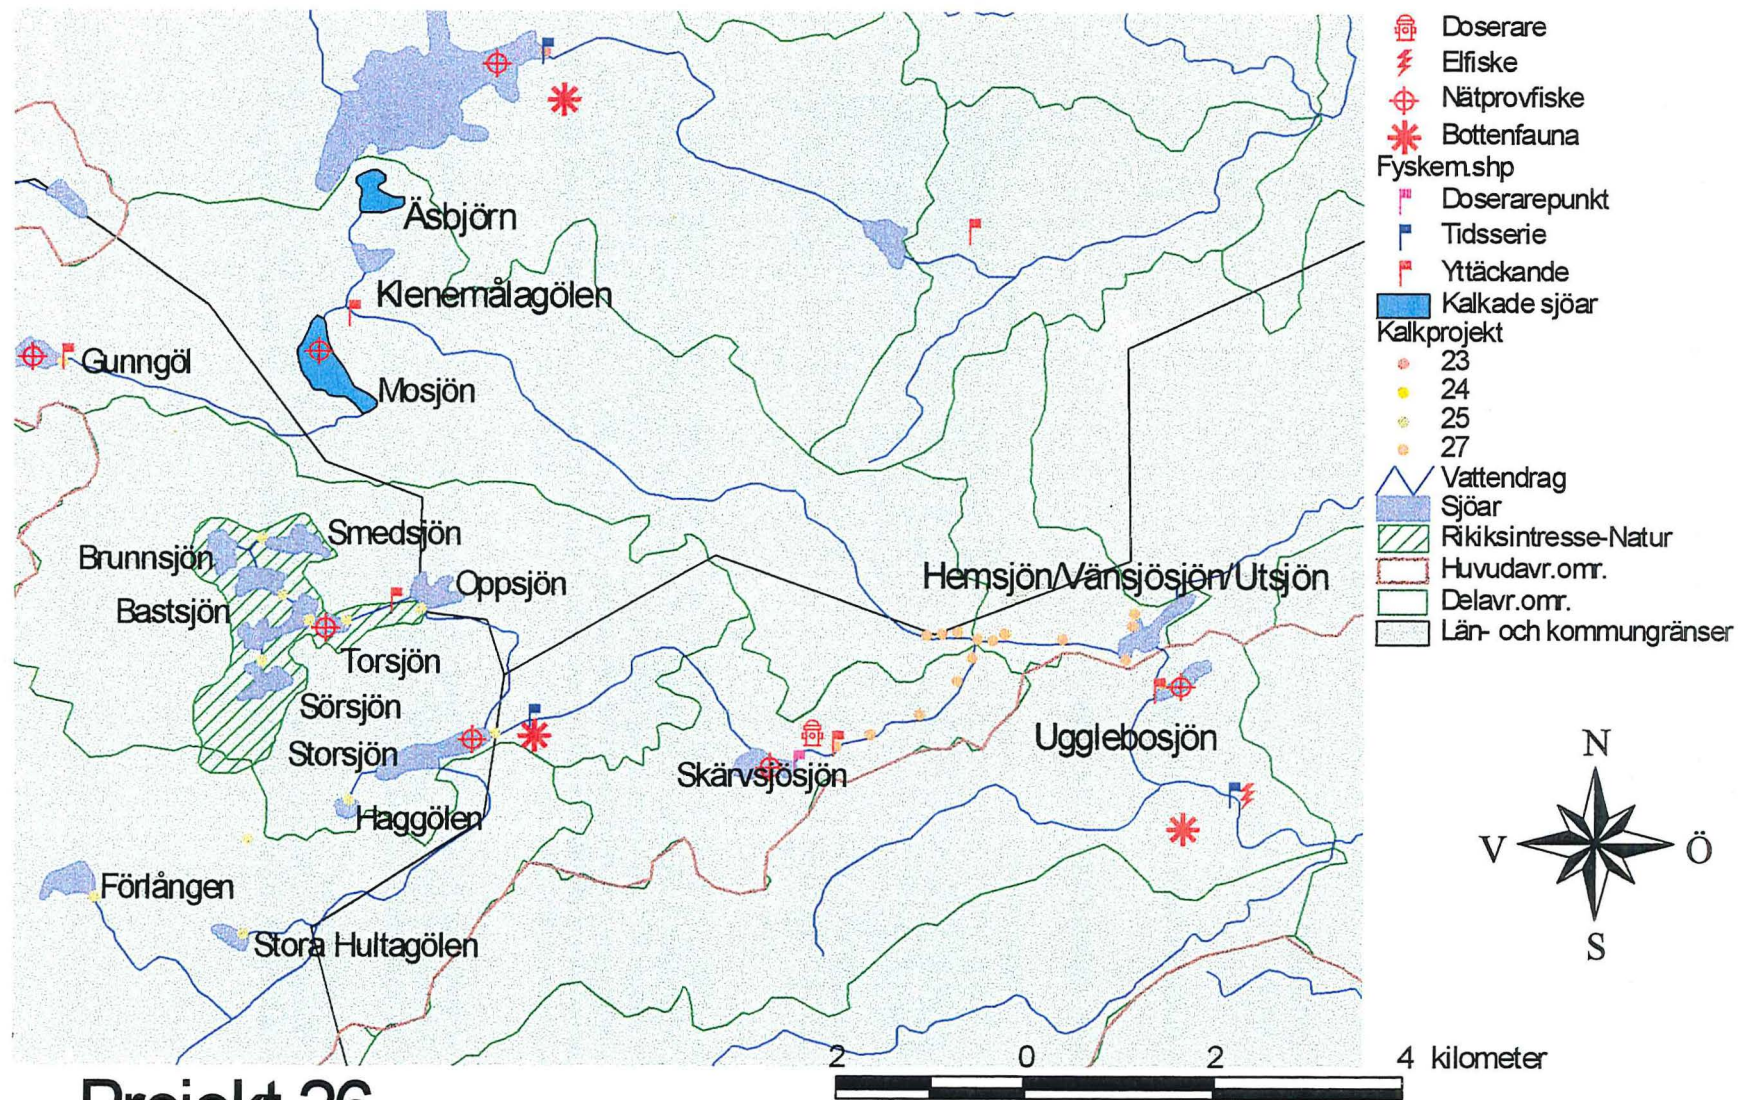 Doserare
Elfiske
Nätprovfiske
Bottenfauna
Fyskem.shp
Doserarepunkt
Tidsserie
Yttäckande
Kalkade sjöar
Kalkprojekt
23
24
25
27
Vattendrag
Sjöar
Rikiksintresse-Natur
Huvudavr.omr.
Delavr.omr.
Län- och kommungränser
Äsbjörn
Klenemålagölen
Gunngöl
Mosjön
Smedsjön
Brunnsjön
Oppsjön
Hemsjön/Vänsjösjön/Utsjön
Bastsjön
Torsjön
Sörsjön
Storsjön
Ugglebosjön
Skärvsjösjön
Haggölen
Förlången
Stora Hultagölen
N
V
Ö
S
2 0 2 4 kilometer
Projekt 26